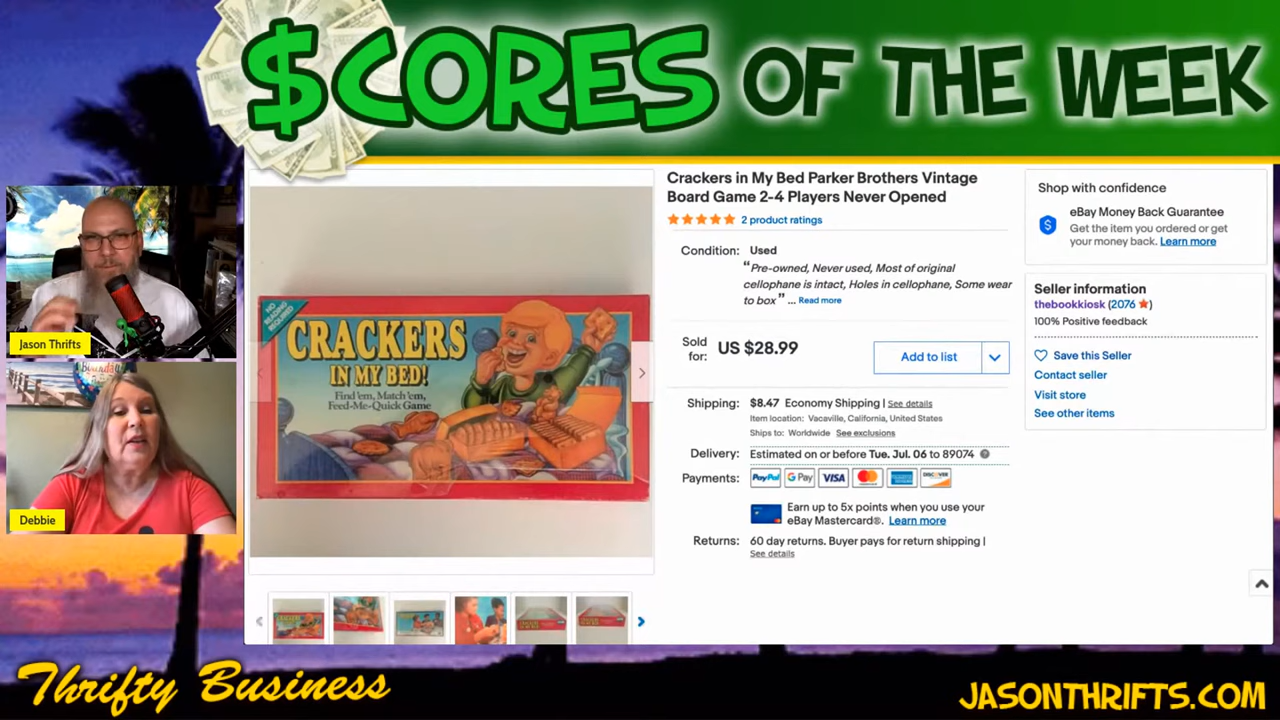 $CORES OF THE WEEK
Jason Thrifts
Debbie
NO READING REQUIRED
CRACKERS
IN MY BED!
Find 'em, Match 'em,
Feed-Me-Quick Game
Crackers in My Bed Parker Brothers Vintage
Board Game 2-4 Players Never Opened
2 product ratings
Condition: Used
“Pre-owned, Never used, Most of original
cellophane is intact, Holes in cellophane, Some wear
to box” ... Read more
Sold for: US $28.99
Add to list
Shipping: $8.47 Economy Shipping | See details
Item location: Vacaville, California, United States
Ships to: Worldwide See exclusions
Delivery: Estimated on or before Tue. Jul. 06 to 89074
Payments: PayPal G Pay VISA DISCOVER
Earn up to 5x points when you use your
eBay Mastercard®. Learn more
Returns: 60 day returns. Buyer pays for return shipping |
See details
Shop with confidence
eBay Money Back Guarantee
Get the item you ordered or get
your money back. Learn more
Seller information
thebookkiosk (2076)
100% Positive feedback
Save this Seller
Contact seller
Visit store
See other items
Thrifty Business
JASONTHRIFTS.COM